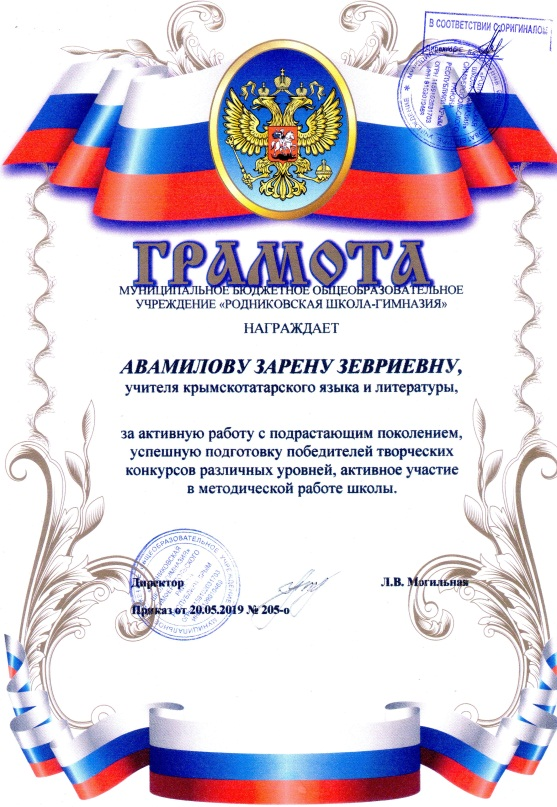 В СООТВЕТСТВИИ С ОРИГИНАЛОМ
ГРАМОТА
МУНИЦИПАЛЬНОЕ БЮДЖЕТНОЕ ОБЩЕОБРАЗОВАТЕЛЬНОЕ
УЧРЕЖДЕНИЕ «РОДНИКОВСКАЯ ШКОЛА-ГИМНАЗИЯ»
НАГРАЖДАЕТ
АВАМИЛОВУ ЗАРЕНУ ЗЕВРИЕВНУ,
учителя крымскотатарского языка и литературы,
за активную работу с подрастающим поколением,
успешную подготовку победителей творческих
конкурсов различных уровней, активное участие
в методической работе школы.
Директор Л.В. Могильная
Приказ от 20.05.2019 № 205-о